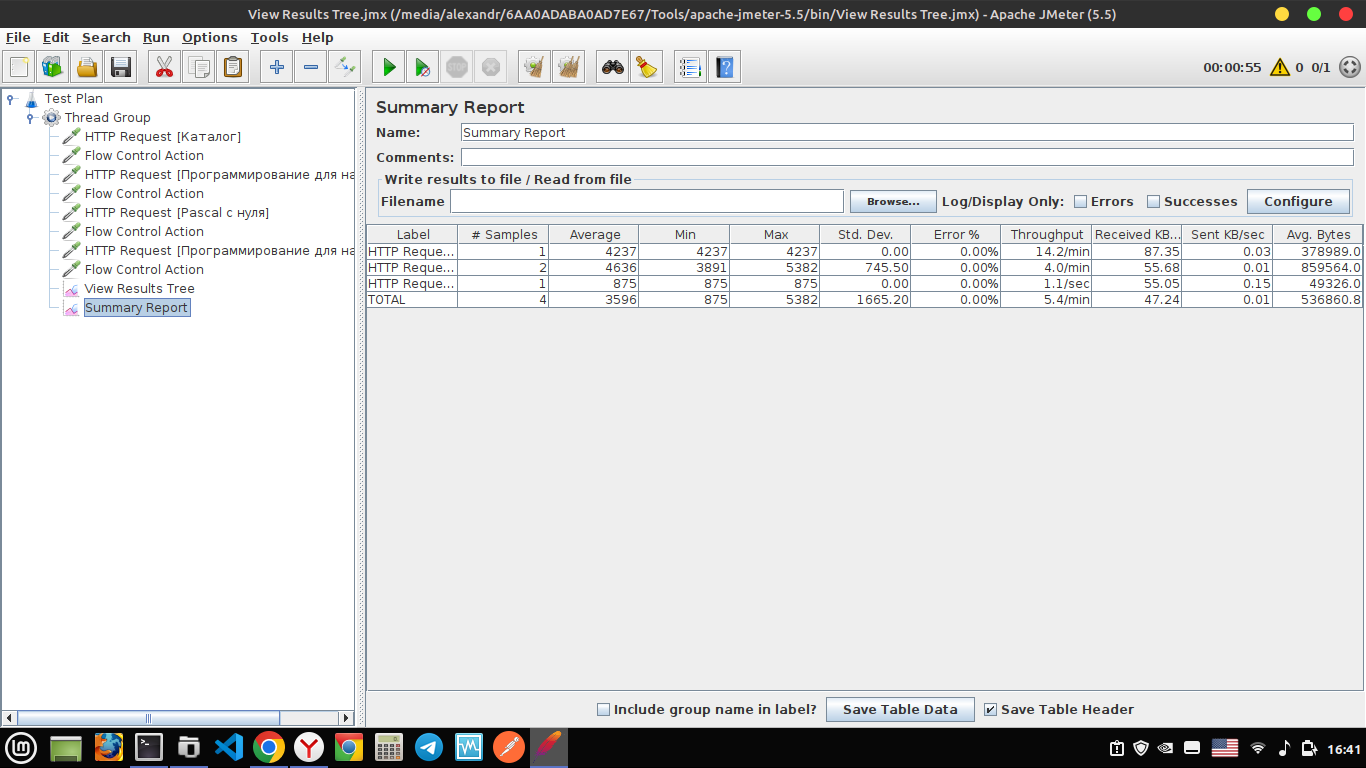 View Results Tree.jmx (/media/alexandr/6AA0ADABA0AD7E67/Tools/apache-jmeter-5.5/bin/View Results Tree.jmx) - Apache JMeter (5.5)
File Edit Search Run Options Tools Help
STOP 00:00:55 0 0/1
Test Plan
Thread Group
HTTP Request [Каталог]
Flow Control Action
HTTP Request [Программирование для на
Flow Control Action
HTTP Request [Pascal с нуля]
Flow Control Action
HTTP Request [Программирование для на
Flow Control Action
View Results Tree
Summary Report
Summary Report
Name: Summary Report
Comments:
Write results to file / Read from file
Filename Browse... Log/Display Only: Errors Successes Configure
Label # Samples Average Min Max Std. Dev. Error % Throughput Received KB... Sent KB/sec Avg. Bytes
HTTP Reque... 1 4237 4237 4237 0.00 0.00% 14.2/min 87.35 0.03 378989.0
HTTP Reque... 2 4636 3891 5382 745.50 0.00% 4.0/min 55.68 0.01 859564.0
HTTP Reque... 1 875 875 875 0.00 0.00% 1.1/sec 55.05 0.15 49326.0
TOTAL 4 3596 875 5382 1665.20 0.00% 5.4/min 47.24 0.01 536860.8
Include group name in label? Save Table Data Save Table Header
16:41